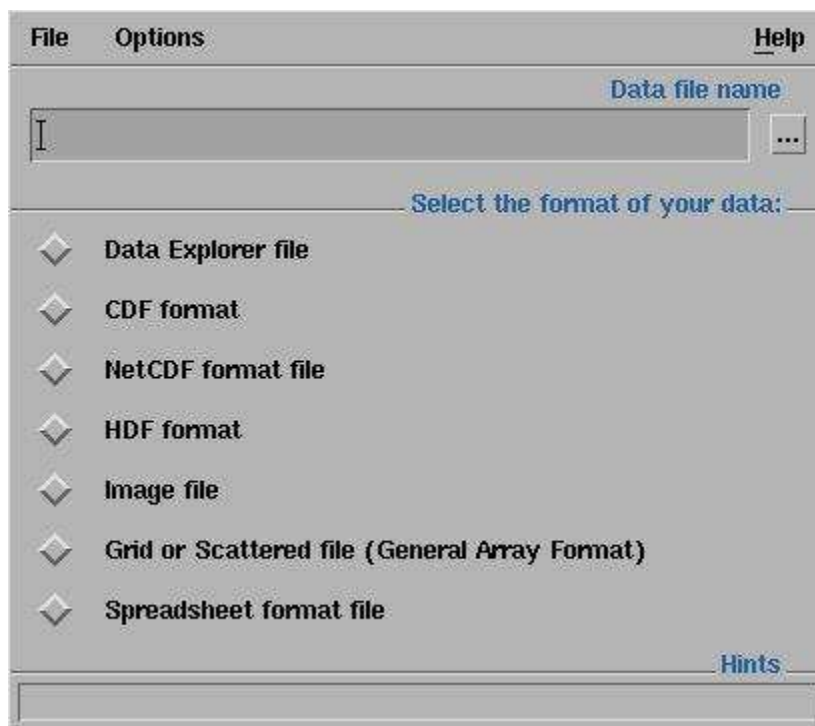 File Options Help
Data file name
...
Select the format of your data:
Data Explorer file
CDF format
NetCDF format file
HDF format
Image file
Grid or Scattered file (General Array Format)
Spreadsheet format file
Hints